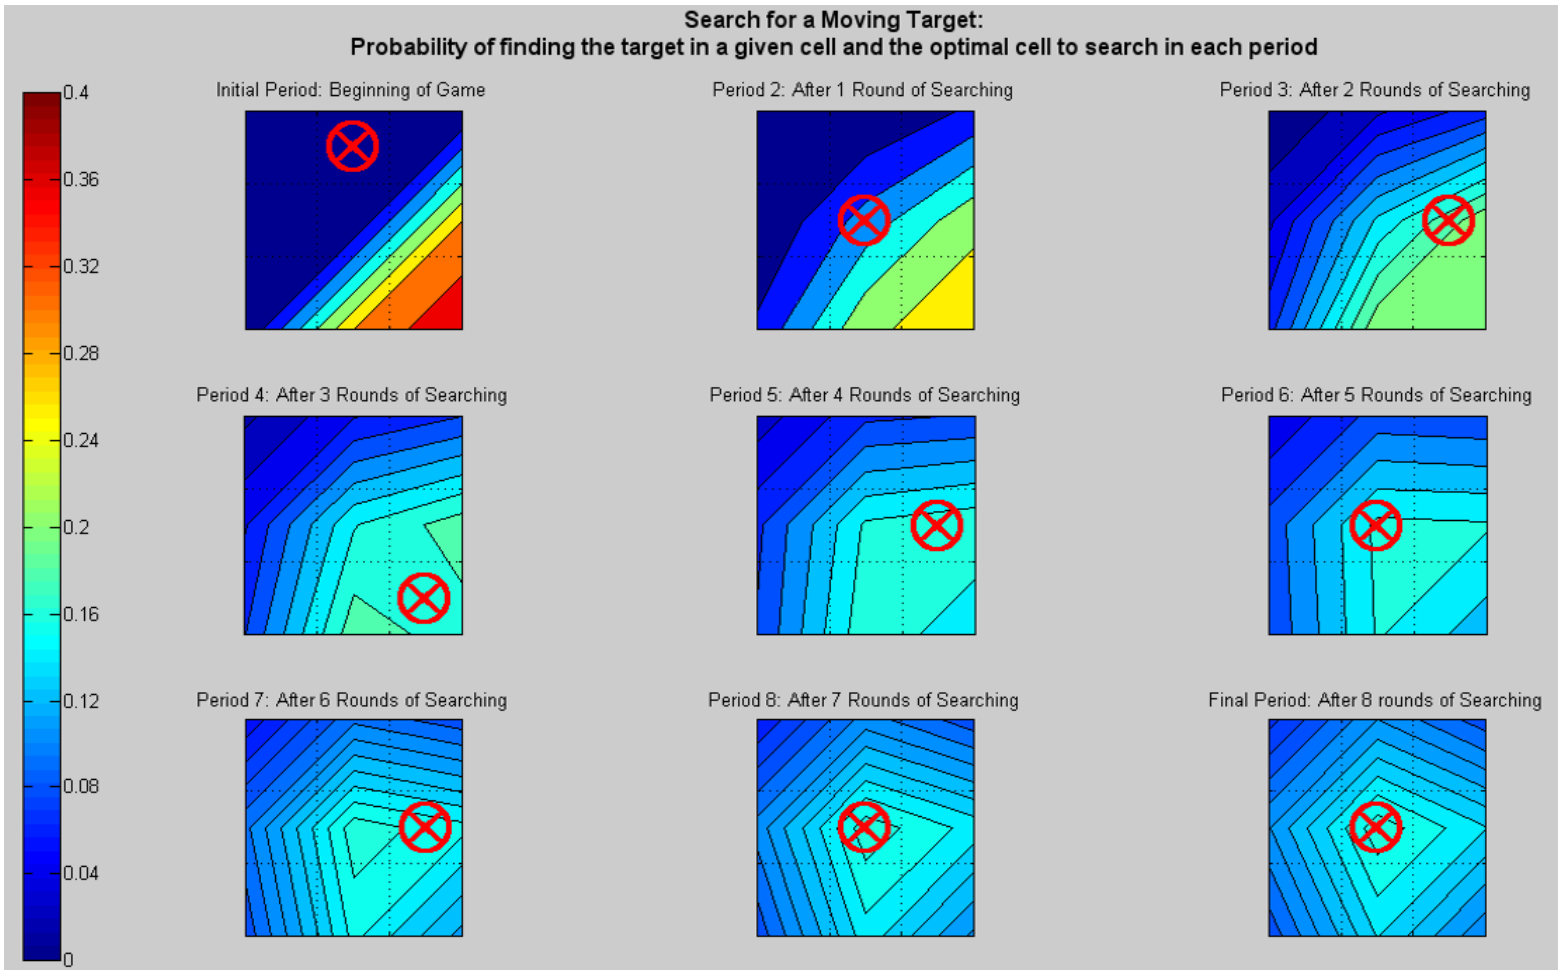 Search for a Moving Target:
Probability of finding the target in a given cell and the optimal cell to search in each period
Initial Period: Beginning of Game
Period 2: After 1 Round of Searching
Period 3: After 2 Rounds of Searching
0.4
0.36
0.32
0.28
0.24
0.2
0.16
0.12
0.08
0.04
0
Period 4: After 3 Rounds of Searching
Period 5: After 4 Rounds of Searching
Period 6: After 5 Rounds of Searching
Period 7: After 6 Rounds of Searching
Period 8: After 7 Rounds of Searching
Final Period: After 8 rounds of Searching